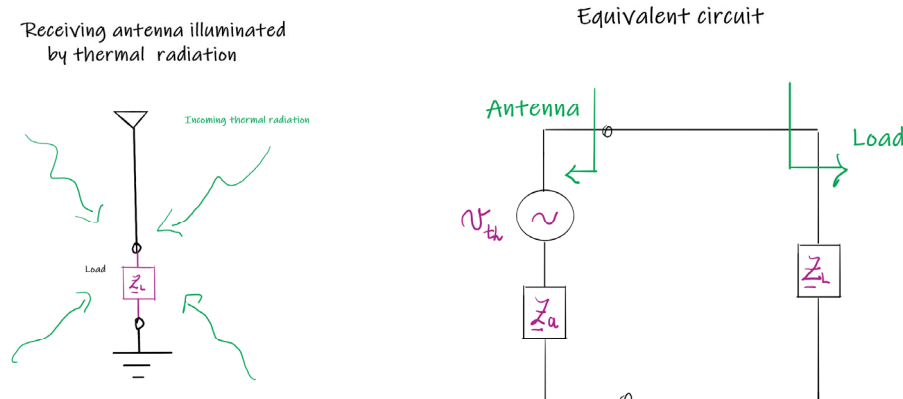 Receiving antenna illuminated
by thermal radiation
Incoming thermal radiation
Load
Z_L
Equivalent circuit
Antenna
Load
V_th
~
Z_a
Z_L